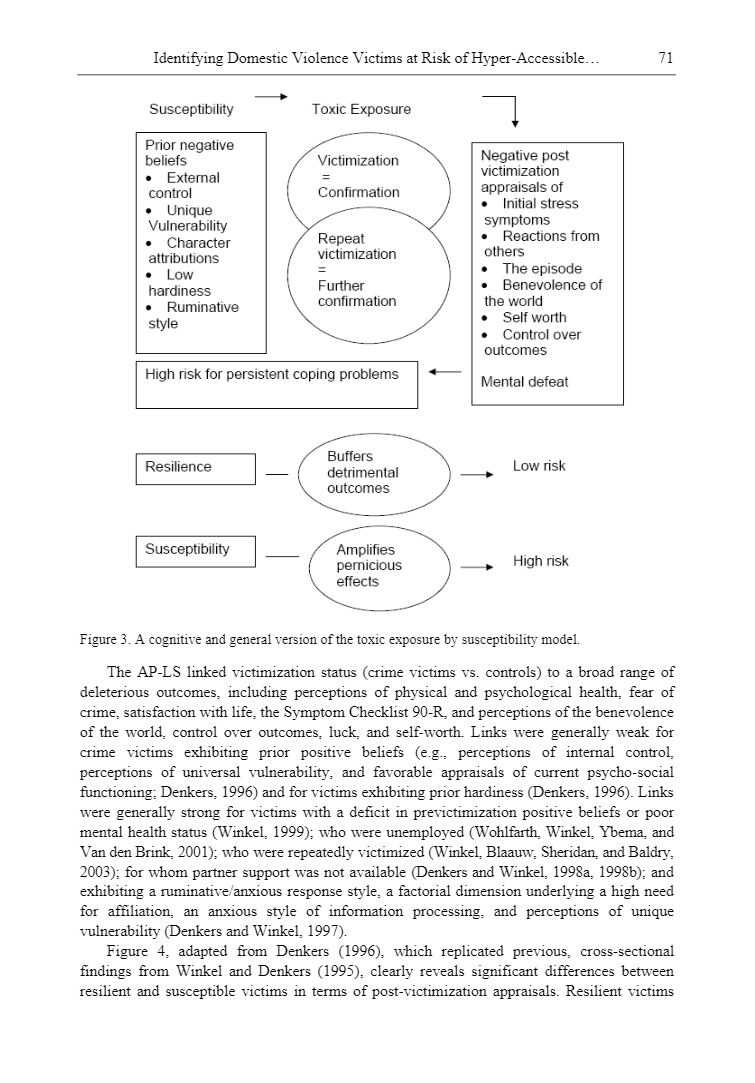 Identifying Domestic Violence Victims at Risk of Hyper-Accessible… 71
Susceptibility
Toxic Exposure
Prior negative
beliefs
• External
control
• Unique
Vulnerability
• Character
attributions
• Low
hardiness
• Ruminative
style
Victimization
=
Confirmation
Repeat
victimization
=
Further
confirmation
Negative post
victimization
appraisals of
• Initial stress
symptoms
• Reactions from
others
• The episode
• Benevolence of
the world
• Self worth
• Control over
outcomes
Mental defeat
High risk for persistent coping problems
Resilience
Buffers
detrimental
outcomes
Low risk
Susceptibility
Amplifies
pernicious
effects
High risk
Figure 3. A cognitive and general version of the toxic exposure by susceptibility model.
The AP-LS linked victimization status (crime victims vs. controls) to a broad range of
deleterious outcomes, including perceptions of physical and psychological health, fear of
crime, satisfaction with life, the Symptom Checklist 90-R, and perceptions of the benevolence
of the world, control over outcomes, luck, and self-worth. Links were generally weak for
crime victims exhibiting prior positive beliefs (e.g., perceptions of internal control,
perceptions of universal vulnerability, and favorable appraisals of current psycho-social
functioning; Denkers, 1996) and for victims exhibiting prior hardiness (Denkers, 1996). Links
were generally strong for victims with a deficit in previctimization positive beliefs or poor
mental health status (Winkel, 1999); who were unemployed (Wohlfarth, Winkel, Ybema, and
Van den Brink, 2001); who were repeatedly victimized (Winkel, Blaauw, Sheridan, and Baldry,
2003); for whom partner support was not available (Denkers and Winkel, 1998a, 1998b); and
exhibiting a ruminative/anxious response style, a factorial dimension underlying a high need
for affiliation, an anxious style of information processing, and perceptions of unique
vulnerability (Denkers and Winkel, 1997).
Figure 4, adapted from Denkers (1996), which replicated previous, cross-sectional
findings from Winkel and Denkers (1995), clearly reveals significant differences between
resilient and susceptible victims in terms of post-victimization appraisals. Resilient victims